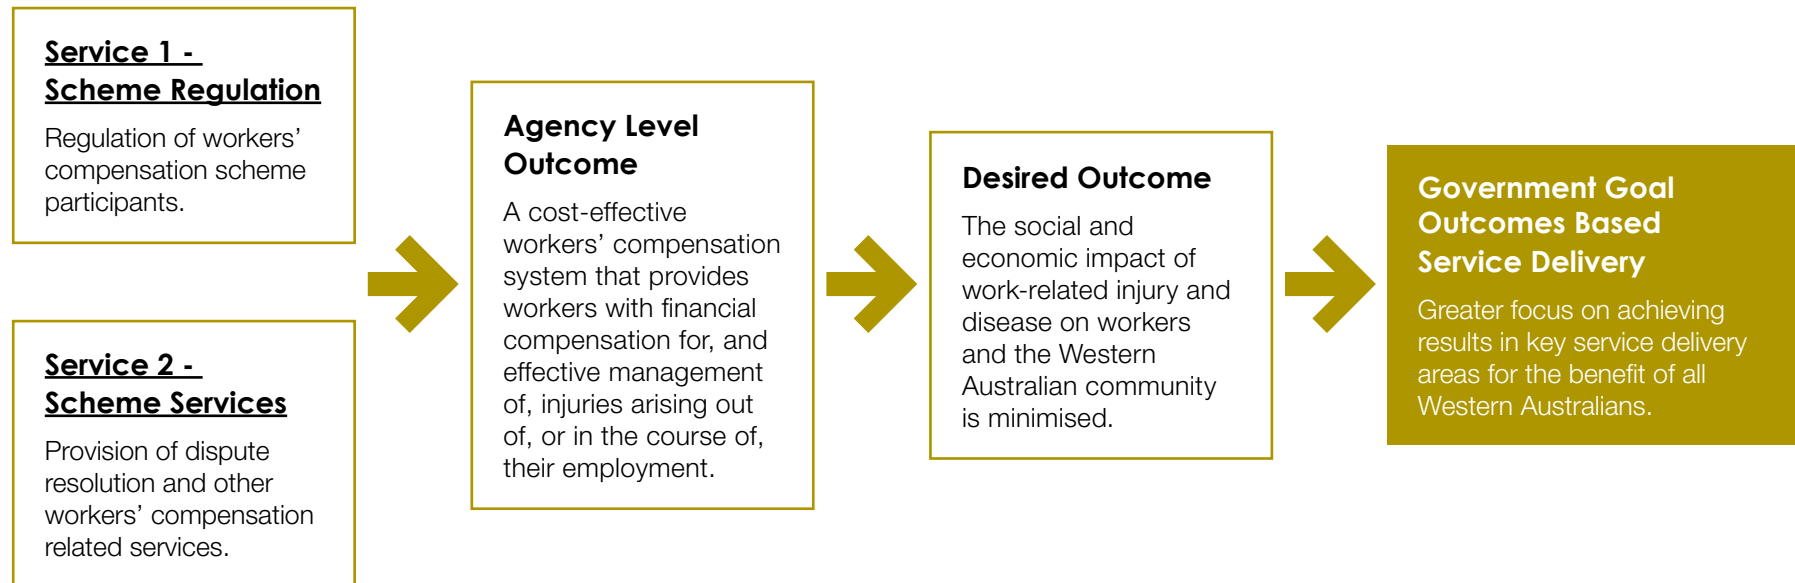 Service 1 -
Scheme Regulation
Regulation of workers’
compensation scheme
participants.
Service 2 -
Scheme Services
Provision of dispute
resolution and other
workers’ compensation
related services.
Agency Level
Outcome
A cost-effective
workers’ compensation
system that provides
workers with financial
compensation for, and
effective management
of, injuries arising out
of, or in the course of,
their employment.
Desired Outcome
The social and
economic impact of
work-related injury and
disease on workers
and the Western
Australian community
is minimised.
Government Goal
Outcomes Based
Service Delivery
Greater focus on achieving
results in key service delivery
areas for the benefit of all
Western Australians.